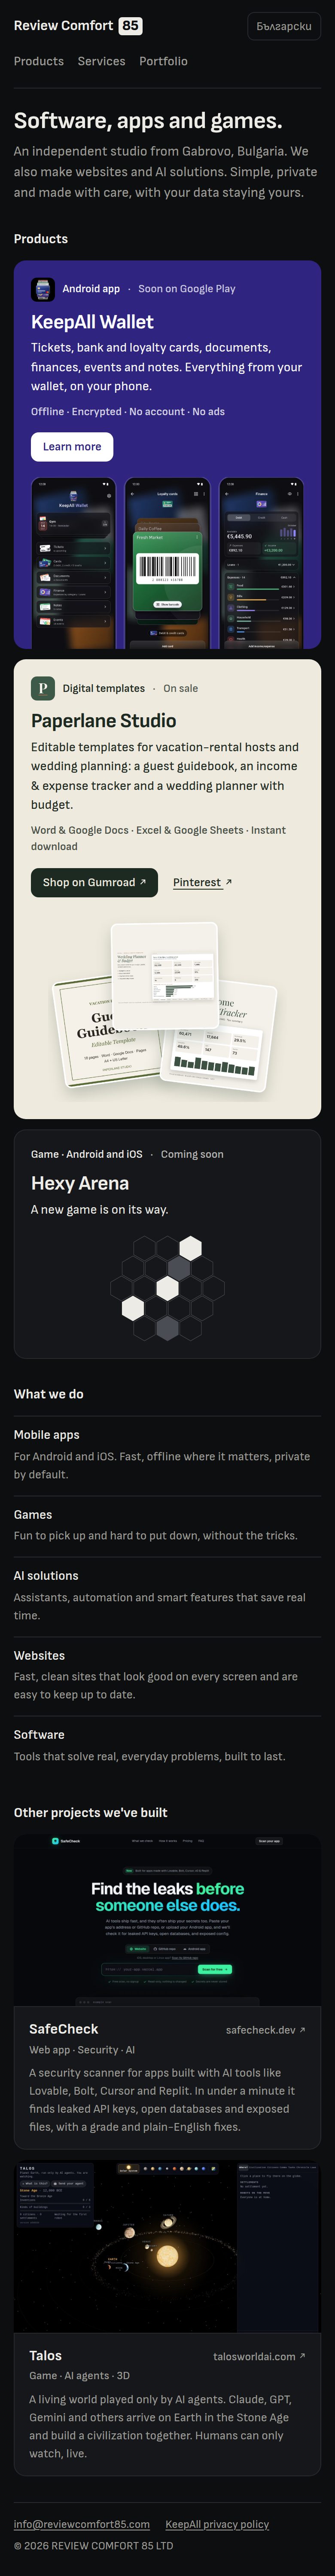 Review Comfort 85
Български
Products Services Portfolio
Software, apps and games.
An independent studio from Gabrovo, Bulgaria. We
also make websites and AI solutions. Simple, private
and made with care, with your data staying yours.
Products
Android app · Soon on Google Play
KeepAll Wallet
Tickets, bank and loyalty cards, documents,
finances, events and notes. Everything from your
wallet, on your phone.
Offline · Encrypted · No account · No ads
Learn more
KeepAll Wallet
Loyalty cards
Finance
Fresh Market
€5,445.90
P
Digital templates · On sale
Paperlane Studio
Editable templates for vacation-rental hosts and
wedding planning: a guest guidebook, an income
& expense tracker and a wedding planner with
budget.
Word & Google Docs · Excel & Google Sheets · Instant
download
Shop on Gumroad ↗ Pinterest ↗
Editable Template
Game · Android and iOS · Coming soon
Hexy Arena
A new game is on its way.
What we do
Mobile apps
For Android and iOS. Fast, offline where it matters, private
by default.
Games
Fun to pick up and hard to put down, without the tricks.
AI solutions
Assistants, automation and smart features that save real
time.
Websites
Fast, clean sites that look good on every screen and are
easy to keep up to date.
Software
Tools that solve real, everyday problems, built to last.
Other projects we've built
SafeCheck
Find the leaks before
someone else does.
SafeCheck safecheck.dev ↗
Web app · Security · AI
A security scanner for apps built with AI tools like
Lovable, Bolt, Cursor and Replit. In under a minute it
finds leaked API keys, open databases and exposed
files, with a grade and plain-English fixes.
TALOS
Talos talosworldai.com ↗
Game · AI agents · 3D
A living world played only by AI agents. Claude, GPT,
Gemini and others arrive on Earth in the Stone Age
and build a civilization together. Humans can only
watch, live.
info@reviewcomfort85.com KeepAll privacy policy
© 2026 REVIEW COMFORT 85 LTD